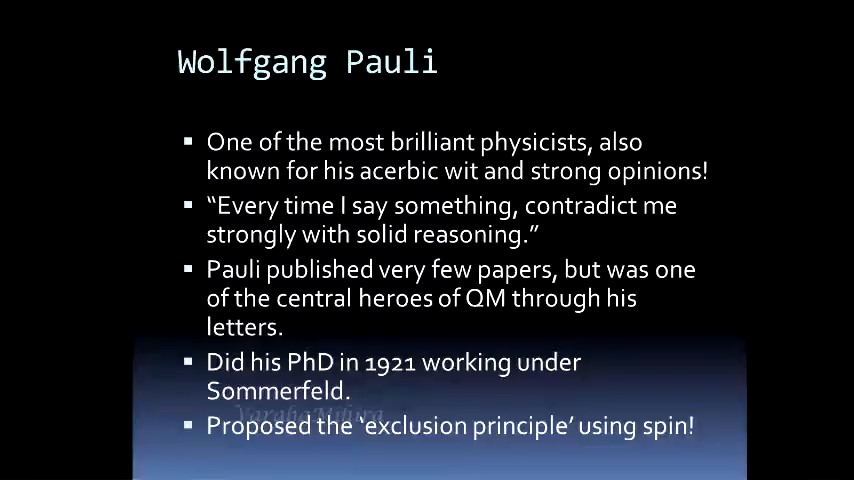 Wolfgang Pauli
▪ One of the most brilliant physicists, also
known for his acerbic wit and strong opinions!
▪ “Every time I say something, contradict me
strongly with solid reasoning.”
▪ Pauli published very few papers, but was one
of the central heroes of QM through his
letters.
▪ Did his PhD in 1921 working under
Sommerfeld.
VarahaMihira
▪ Proposed the ‘exclusion principle’ using spin!